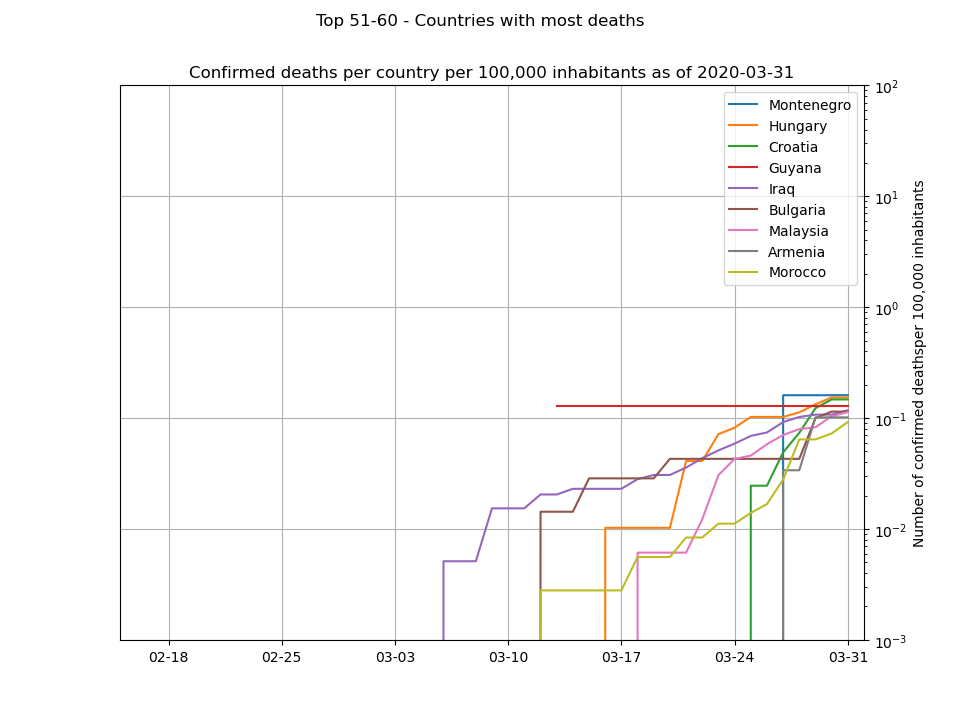 Top 51-60 - Countries with most deaths
Confirmed deaths per country per 100,000 inhabitants as of 2020-03-31
Montenegro
Hungary
Croatia
Guyana
Iraq
Bulgaria
Malaysia
Armenia
Morocco
10²
10¹
10⁰
10⁻¹
10⁻²
10⁻³
Number of confirmed deathsper 100,000 inhabitants
02-18
02-25
03-03
03-10
03-17
03-24
03-31